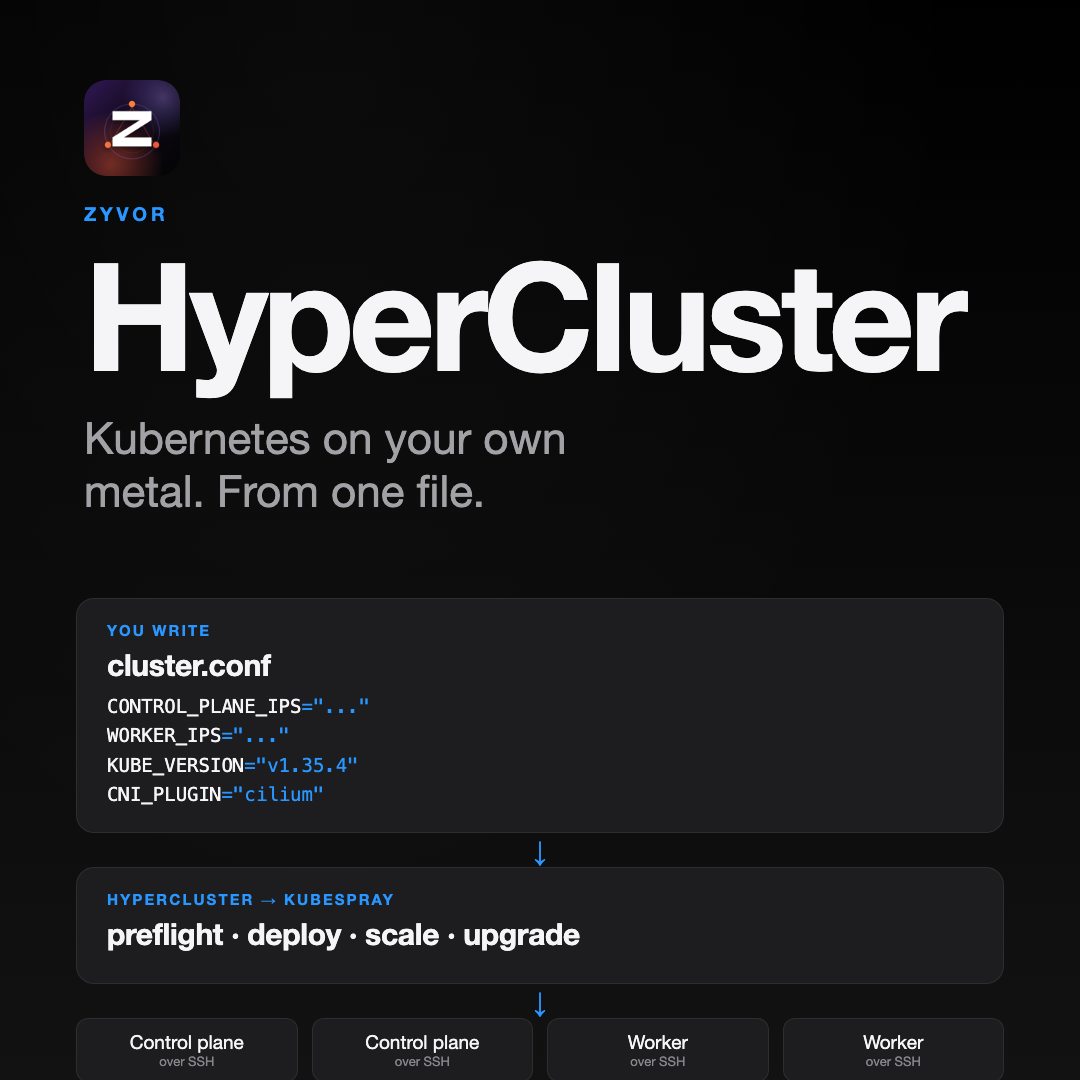 Z
ZYVOR
HyperCluster
Kubernetes on your own
metal. From one file.
YOU WRITE
cluster.conf
CONTROL_PLANE_IPS="..."
WORKER_IPS="..."
KUBE_VERSION="v1.35.4"
CNI_PLUGIN="cilium"
↓
HYPERCLUSTER → KUBESPRAY
preflight · deploy · scale · upgrade
↓
Control plane
over SSH
Control plane
over SSH
Worker
over SSH
Worker
over SSH